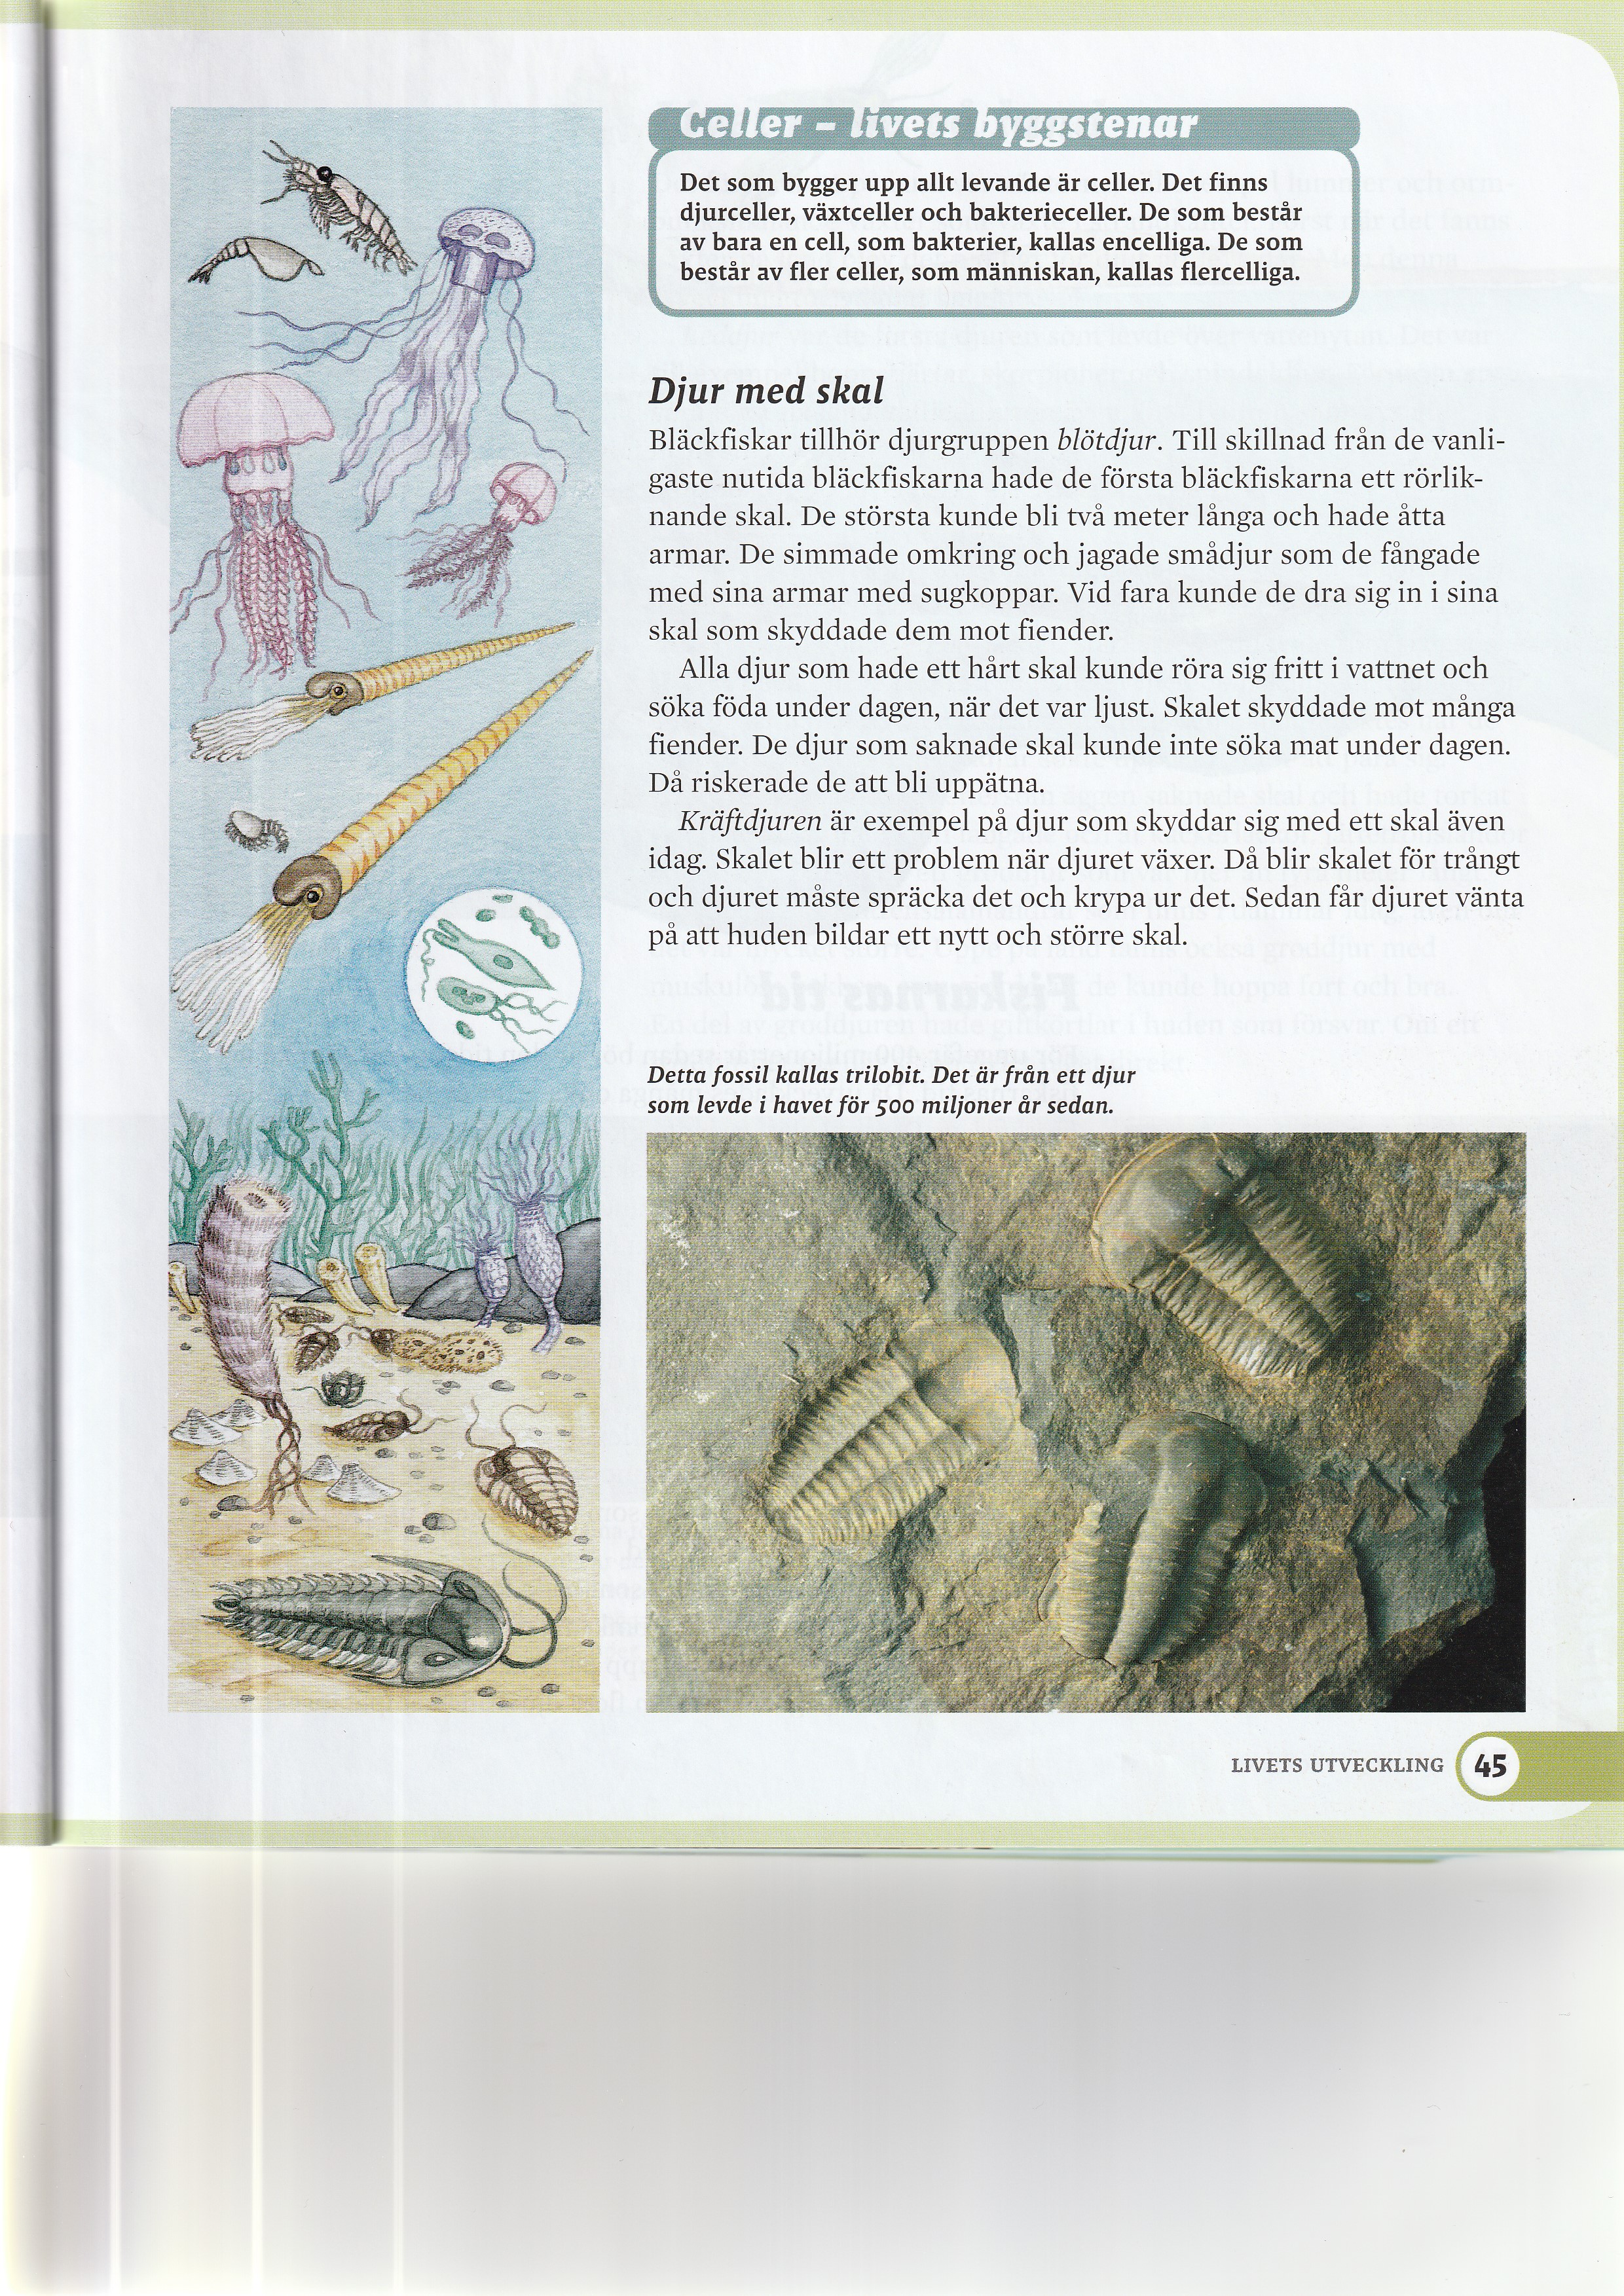 Celler – livets byggstenar
Det som bygger upp allt levande är celler. Det finns
djurceller, växtceller och bakterieceller. De som består
av bara en cell, som bakterier, kallas encelliga. De som
består av fler celler, som människan, kallas flercelliga.
Djur med skal
Bläckfiskar tillhör djurgruppen blötdjur. Till skillnad från de vanli-
gaste nutida bläckfiskarna hade de första bläckfiskarna ett rörlik-
nande skal. De största kunde bli två meter långa och hade åtta
armar. De simmade omkring och jagade smådjur som de fångade
med sina armar med sugkoppar. Vid fara kunde de dra sig in i sina
skal som skyddade dem mot fiender.
Alla djur som hade ett hårt skal kunde röra sig fritt i vattnet och
söka föda under dagen, när det var ljust. Skalet skyddade mot många
fiender. De djur som saknade skal kunde inte söka mat under dagen.
Då riskerade de att bli uppätna.
Kräftdjuren är exempel på djur som skyddar sig med ett skal även
idag. Skalet blir ett problem när djuret växer. Då blir skalet för trångt
och djuret måste spräcka det och krypa ur det. Sedan får djuret vänta
på att huden bildar ett nytt och större skal.
Detta fossil kallas trilobit. Det är från ett djur
som levde i havet för 500 miljoner år sedan.
LIVETS UTVECKLING 45